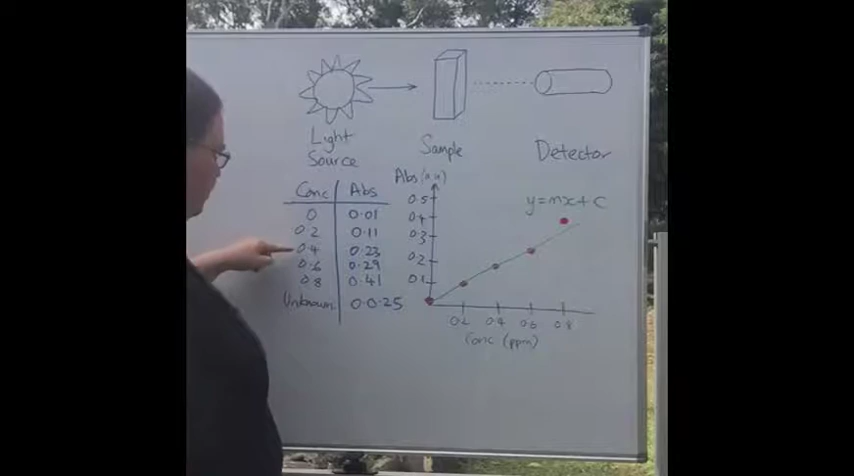 Light
Source
Sample
Detector
Conc Abs
0 0.01
0.2 0.11
0.4 0.23
0.6 0.29
0.8 0.41
Unknown 0.0.25
Abs (a.u)
0.5
0.4
0.3
0.2
0.1
y=mx+c
0.2 0.4 0.6 0.8
Conc (ppm)